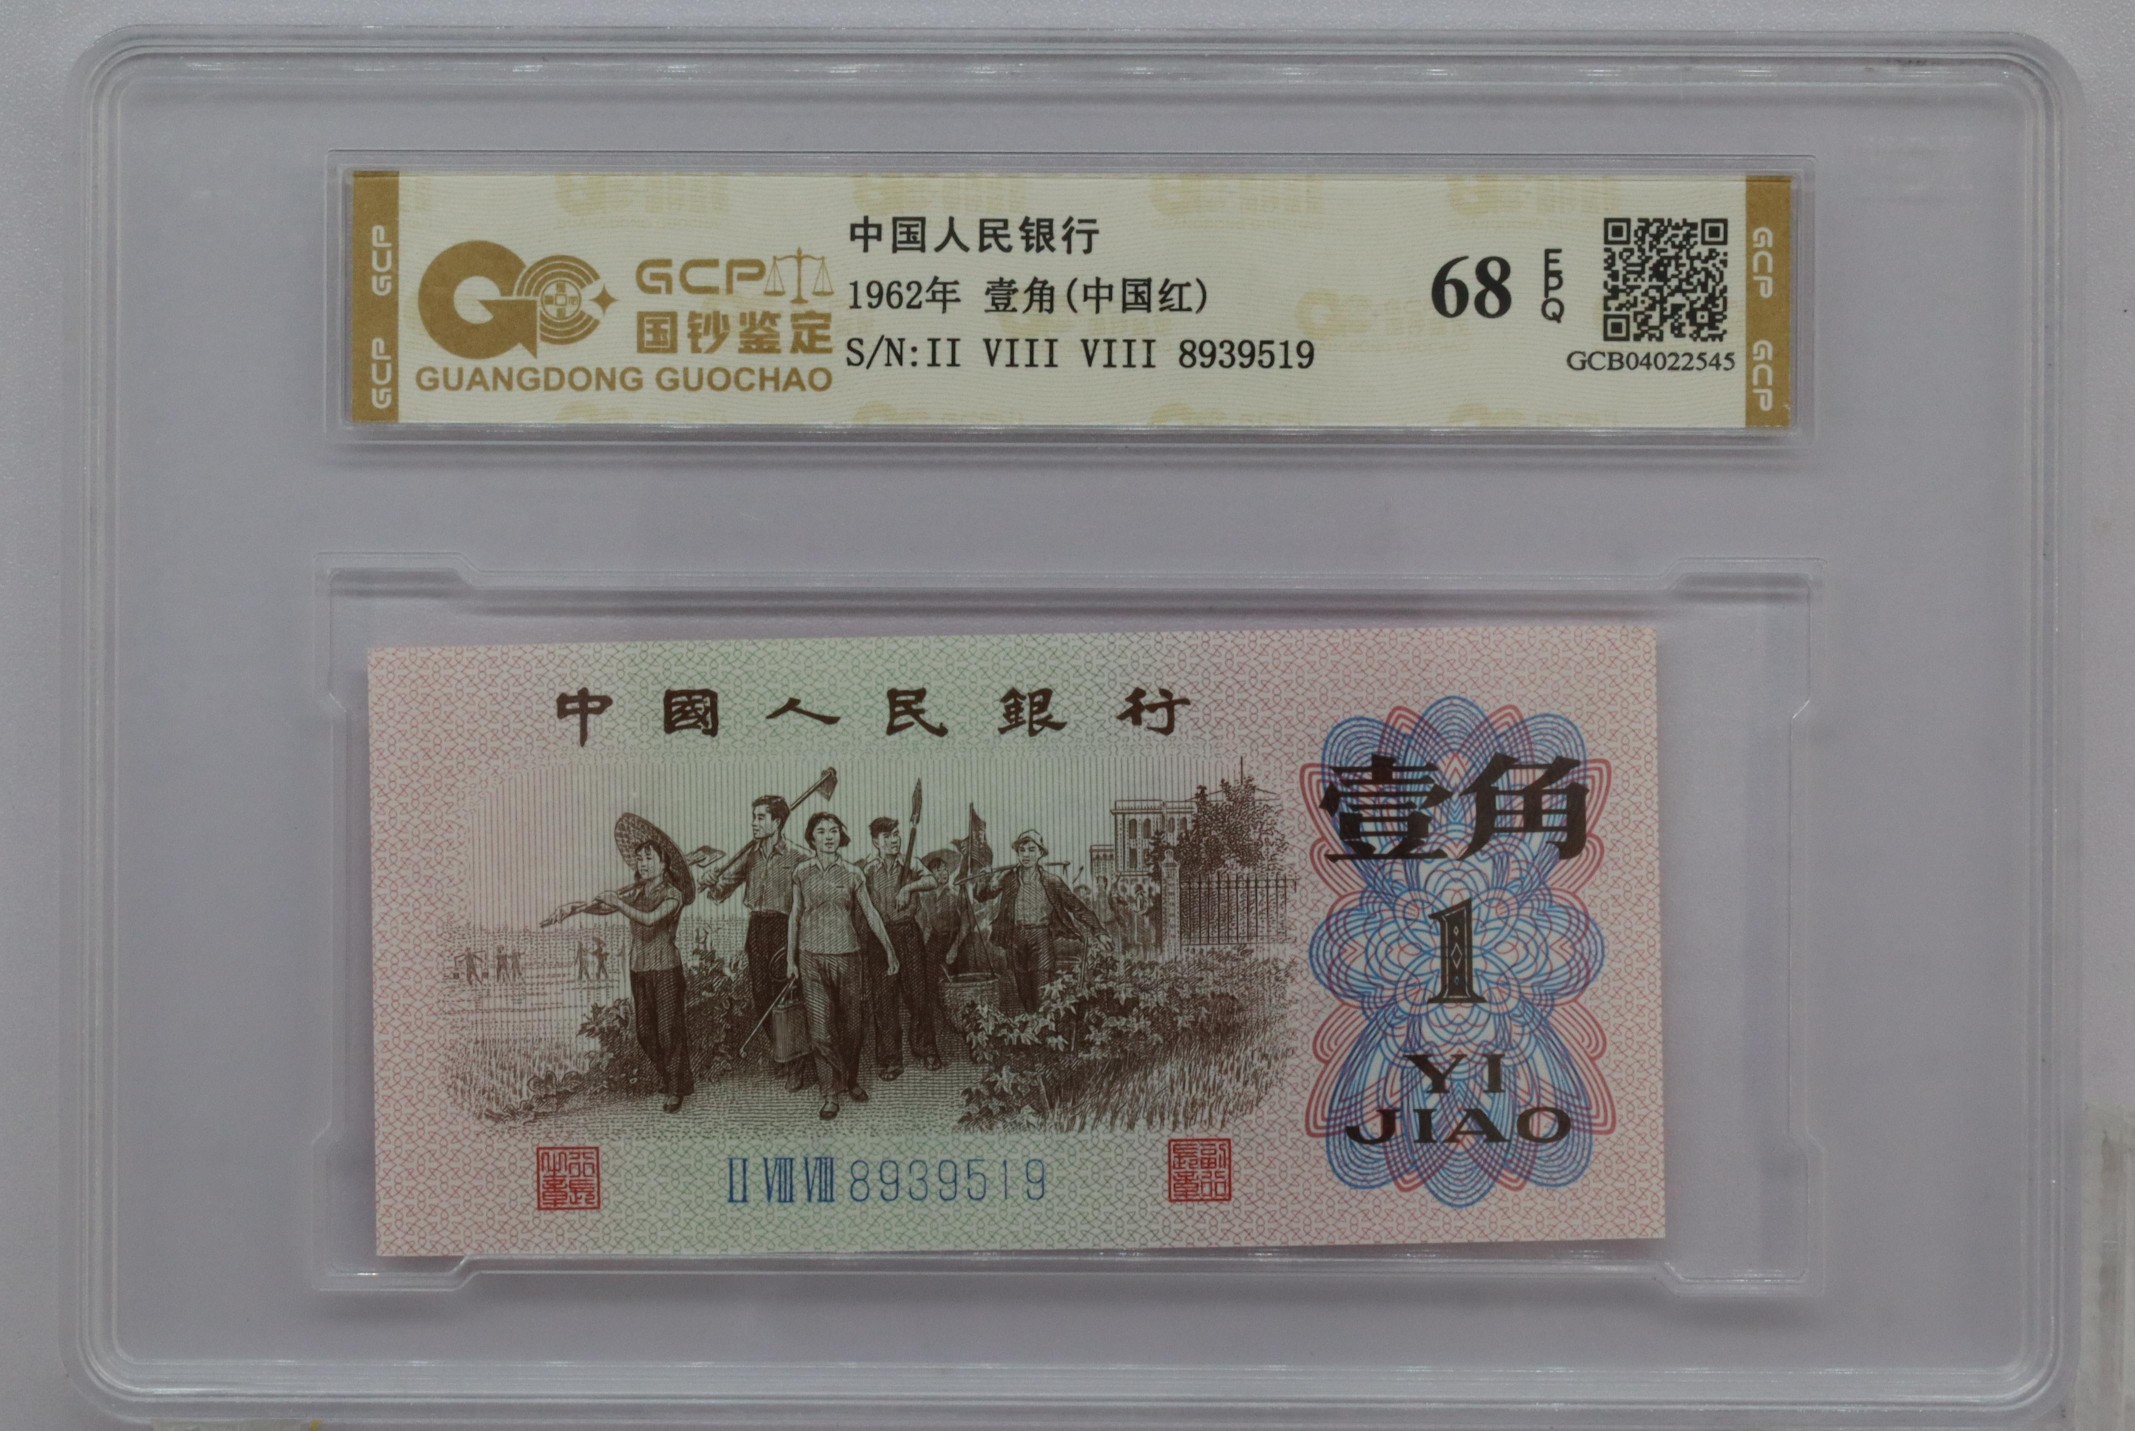 中国人民银行
1962年 壹角(中国红)
S/N:II VIII VIII 8939519
68
EPQ
GCB04022545
GCP
国钞鉴定
GUANGDONG GUOCHAO
GCP GCP
GCP GCP
中國人民銀行
壹角
1
YI
JIAO
II VIII VIII 8939519